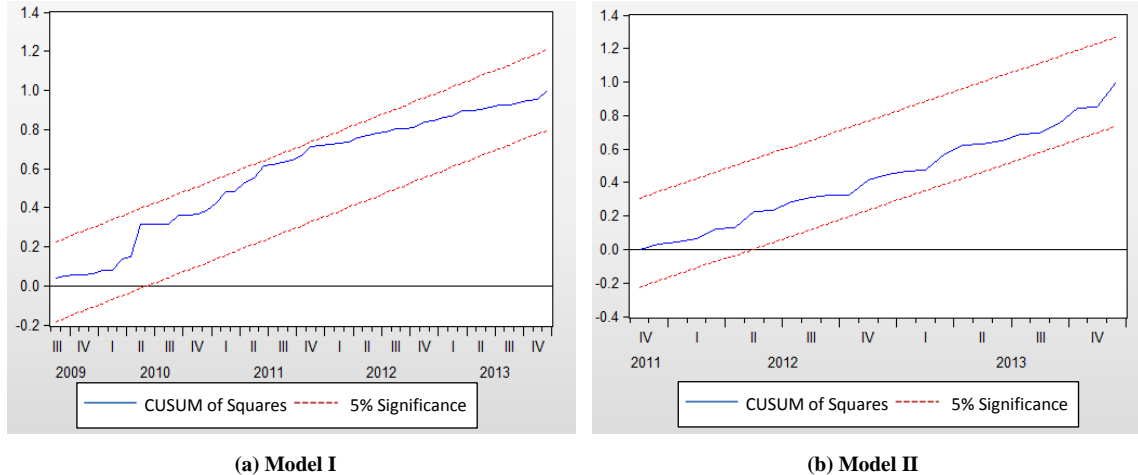 1.4
1.2
1.0
0.8
0.6
0.4
0.2
0.0
-0.2
III IV I II III IV I II III IV I II III IV I II III IV
2009 2010 2011 2012 2013
CUSUM of Squares 5% Significance
(a) Model I
1.4
1.2
1.0
0.8
0.6
0.4
0.2
0.0
-0.2
-0.4
IV I II III IV I II III IV
2011 2012 2013
CUSUM of Squares 5% Significance
(b) Model II